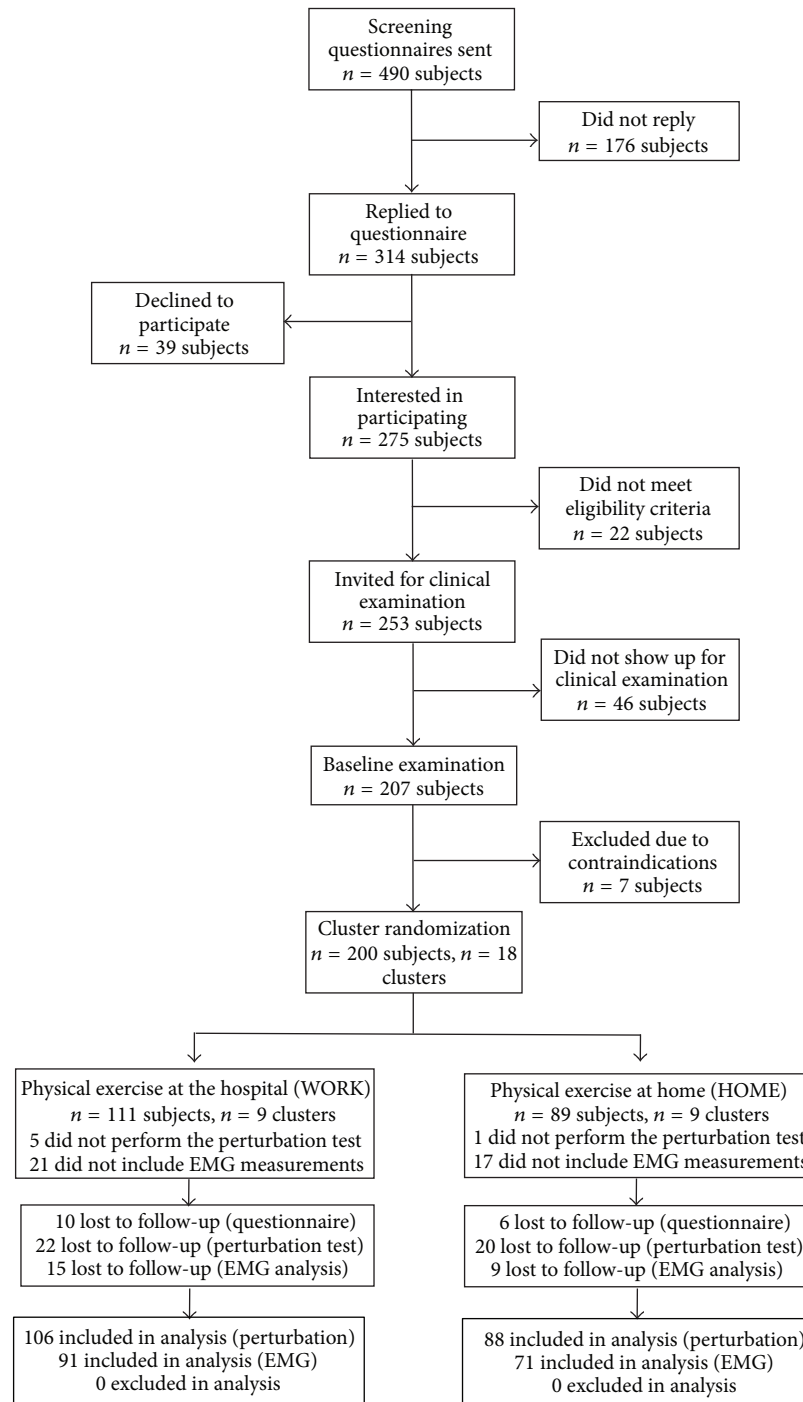 Screening
questionnaires sent
n = 490 subjects
Did not reply
n = 176 subjects
Replied to
questionnaire
n = 314 subjects
Declined to
participate
n = 39 subjects
Interested in
participating
n = 275 subjects
Did not meet
eligibility criteria
n = 22 subjects
Invited for clinical
examination
n = 253 subjects
Did not show up for
clinical examination
n = 46 subjects
Baseline examination
n = 207 subjects
Excluded due to
contraindications
n = 7 subjects
Cluster randomization
n = 200 subjects, n = 18
clusters
Physical exercise at the hospital (WORK)
n = 111 subjects, n = 9 clusters
5 did not perform the perturbation test
21 did not include EMG measurements
Physical exercise at home (HOME)
n = 89 subjects, n = 9 clusters
1 did not perform the perturbation test
17 did not include EMG measurements
10 lost to follow-up (questionnaire)
22 lost to follow-up (perturbation test)
15 lost to follow-up (EMG analysis)
6 lost to follow-up (questionnaire)
20 lost to follow-up (perturbation test)
9 lost to follow-up (EMG analysis)
106 included in analysis (perturbation)
91 included in analysis (EMG)
0 excluded in analysis
88 included in analysis (perturbation)
71 included in analysis (EMG)
0 excluded in analysis